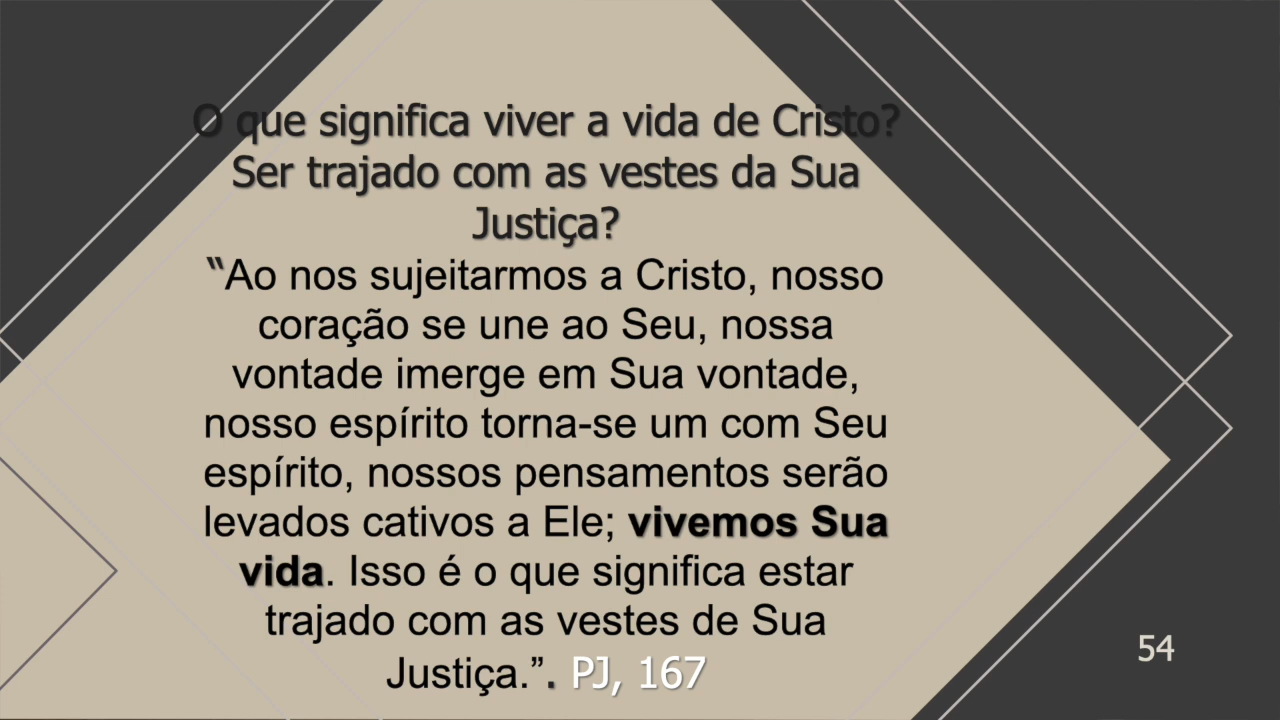 O que significa viver a vida de Cristo?
Ser trajado com as vestes da Sua
Justiça?
“Ao nos sujeitarmos a Cristo, nosso
coração se une ao Seu, nossa
vontade imerge em Sua vontade,
nosso espírito torna-se um com Seu
espírito, nossos pensamentos serão
levados cativos a Ele; vivemos Sua
vida. Isso é o que significa estar
trajado com as vestes de Sua
Justiça.”. PJ, 167
54